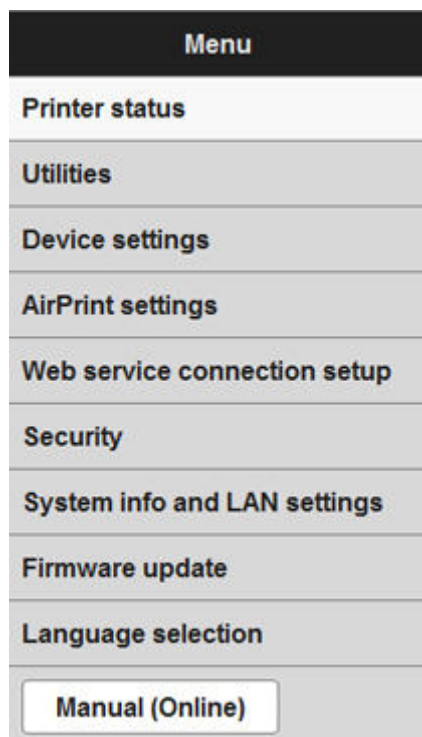 Menu
Printer status
Utilities
Device settings
AirPrint settings
Web service connection setup
Security
System info and LAN settings
Firmware update
Language selection
Manual (Online)